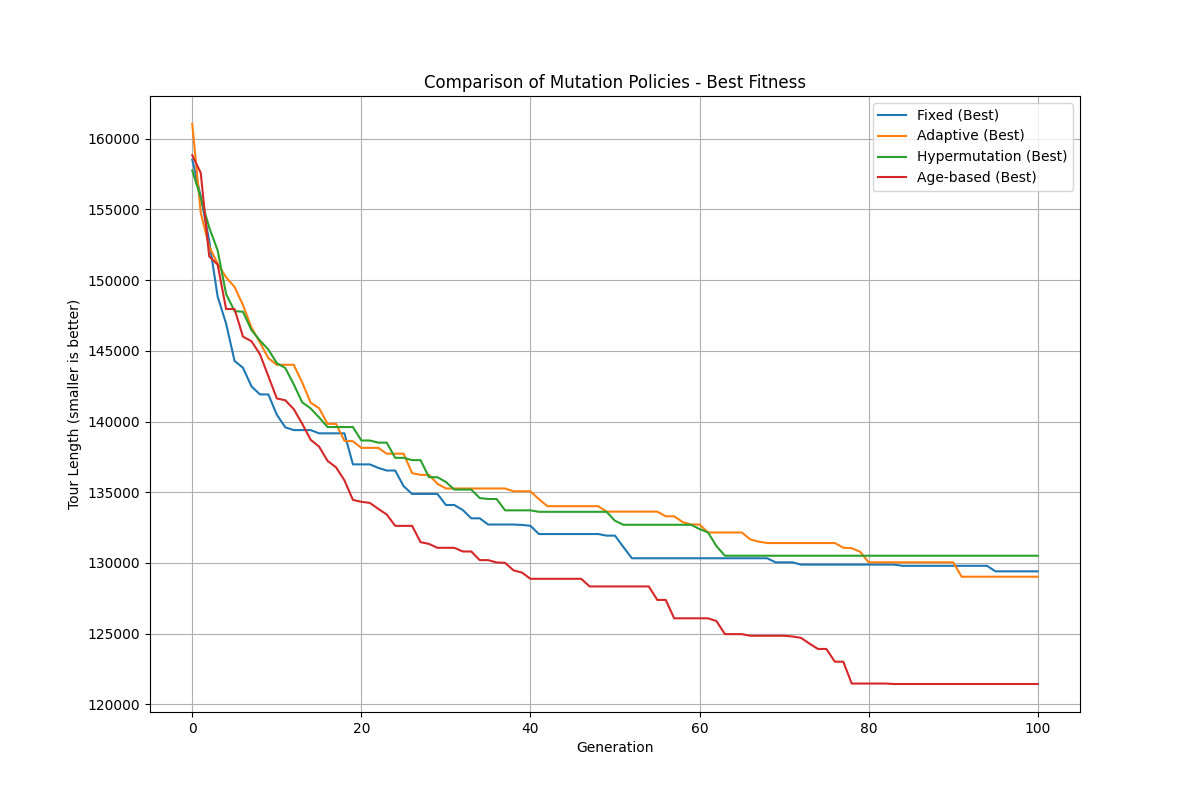 Comparison of Mutation Policies - Best Fitness
Fixed (Best)
Adaptive (Best)
Hypermutation (Best)
Age-based (Best)
Tour Length (smaller is better)
160000
155000
150000
145000
140000
135000
130000
125000
120000
0 20 40 60 80 100
Generation